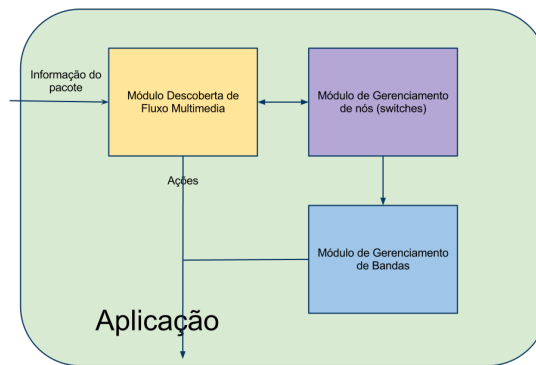 Informação do
pacote
Módulo Descoberta de
Fluxo Multimedia
Módulo de Gerenciamento
de nós (switches)
Ações
Módulo de Gerenciamento
de Bandas
Aplicação